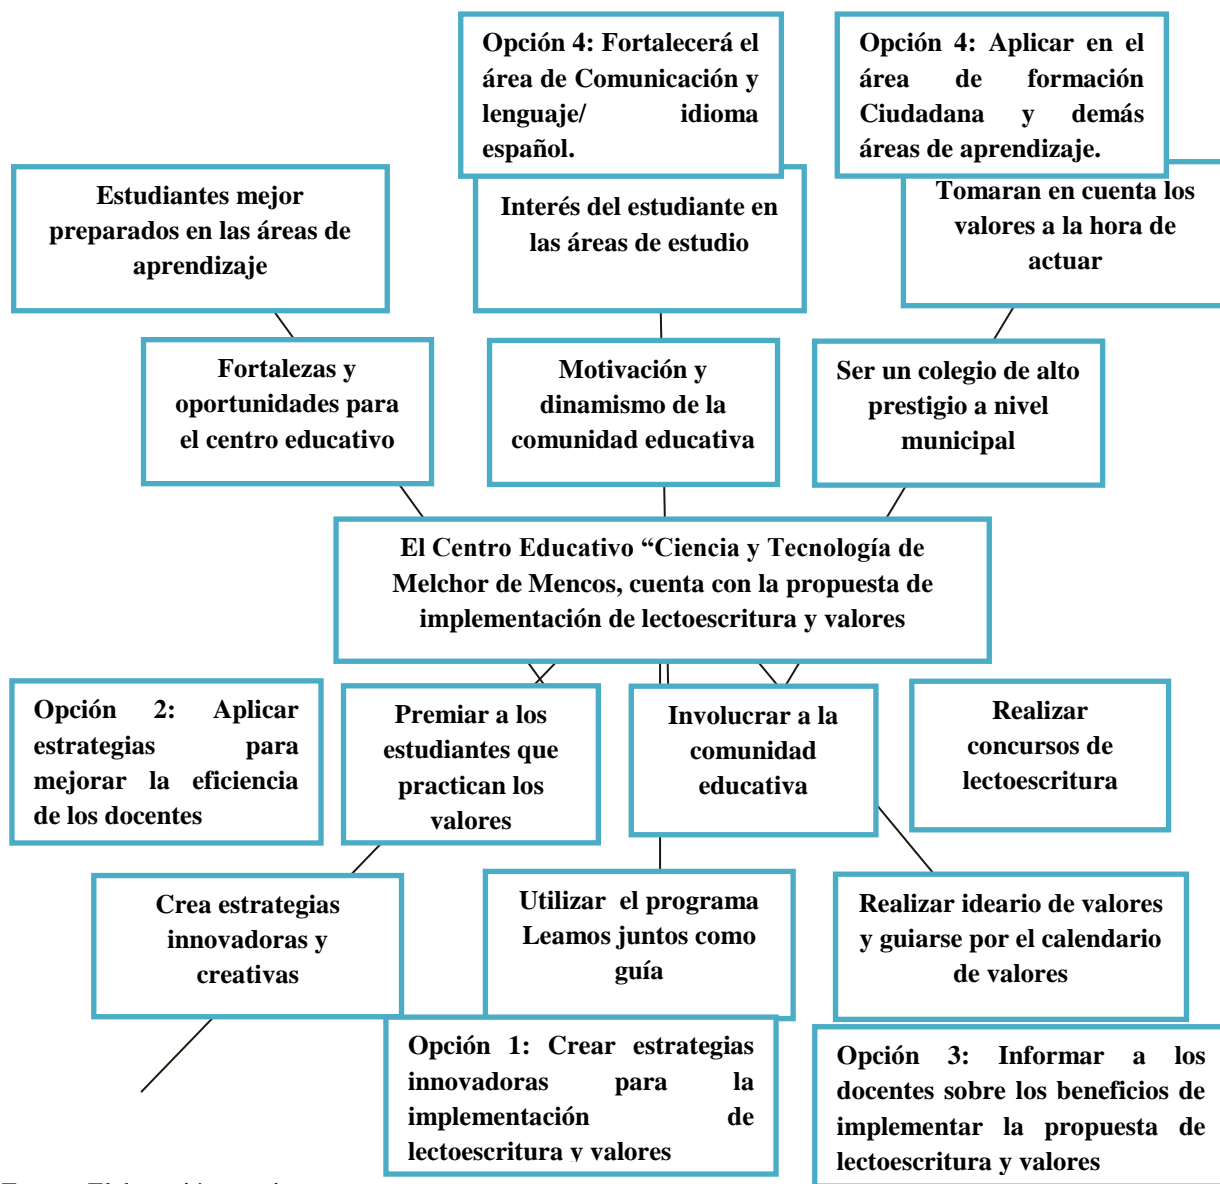 Opción 4: Fortalecerá el
área de Comunicación y
lenguaje/ idioma
español.
Opción 4: Aplicar en el
área de formación
Ciudadana y demás
áreas de aprendizaje.
Estudiantes mejor
preparados en las áreas de
aprendizaje
Interés del estudiante en
las áreas de estudio
Tomaran en cuenta los
valores a la hora de
actuar
Fortalezas y
oportunidades para
el centro educativo
Motivación y
dinamismo de la
comunidad educativa
Ser un colegio de alto
prestigio a nivel
municipal
El Centro Educativo “Ciencia y Tecnología de
Melchor de Mencos, cuenta con la propuesta de
implementación de lectoescritura y valores
Opción 2: Aplicar
estrategias para
mejorar la eficiencia
de los docentes
Premiar a los
estudiantes que
practican los
valores
Involucrar a la
comunidad
educativa
Realizar
concursos de
lectoescritura
Crea estrategias
innovadoras y
creativas
Utilizar el programa
Leamos juntos como
guía
Realizar ideario de valores
y guiarse por el calendario
de valores
Opción 1: Crear estrategias
innovadoras para la
implementación de
lectoescritura y valores
Opción 3: Informar a los
docentes sobre los beneficios de
implementar la propuesta de
lectoescritura y valores